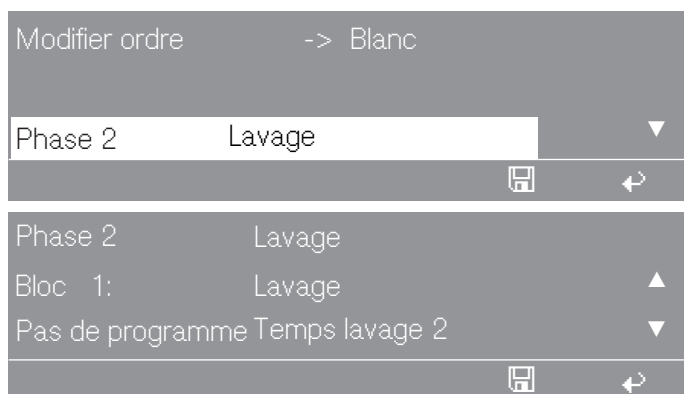 Modifier ordre -> Blanc
Phase 2 Lavage
Phase 2 Lavage
Bloc 1: Lavage
Pas de programme Temps lavage 2